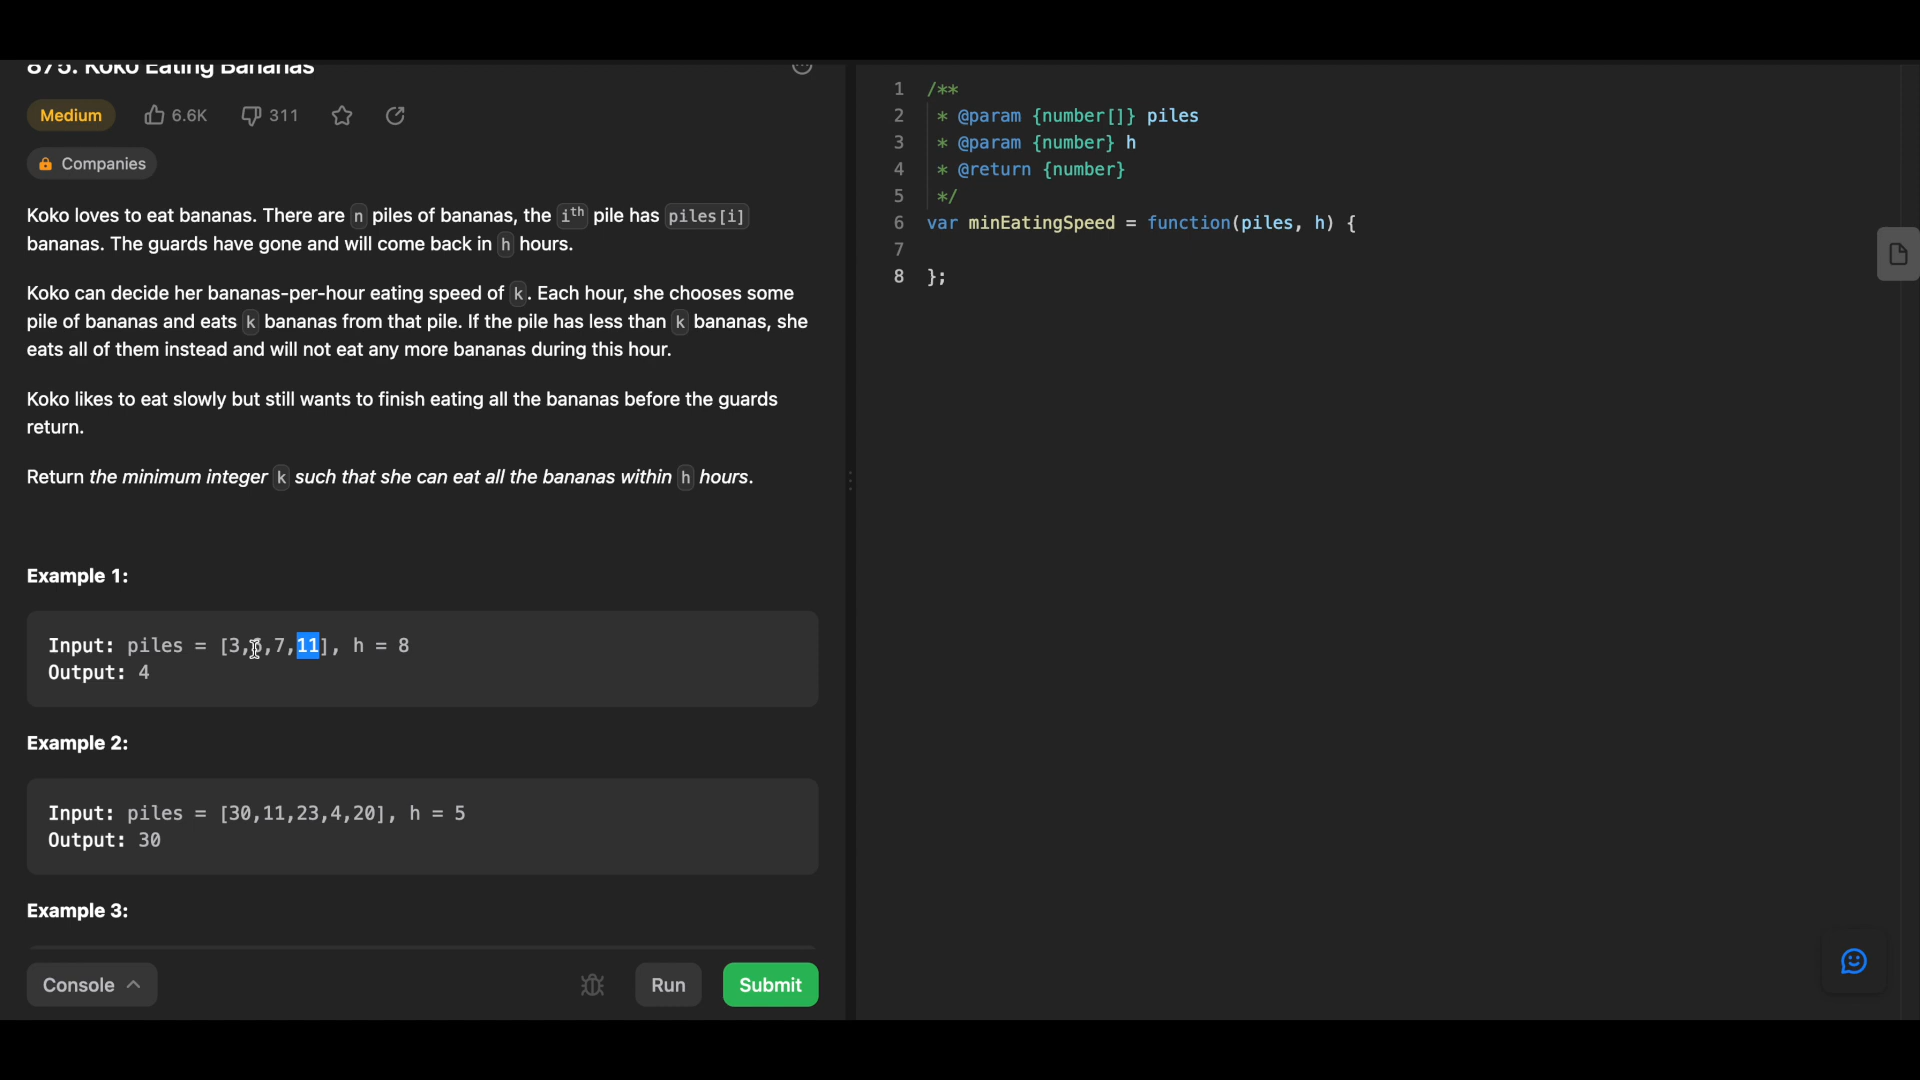 875. Koko Eating Bananas
Medium 6.6K 311
Companies
Koko loves to eat bananas. There are n piles of bananas, the ith pile has piles[i]
bananas. The guards have gone and will come back in h hours.
Koko can decide her bananas-per-hour eating speed of k. Each hour, she chooses some
pile of bananas and eats k bananas from that pile. If the pile has less than k bananas, she
eats all of them instead and will not eat any more bananas during this hour.
Koko likes to eat slowly but still wants to finish eating all the bananas before the guards
return.
Return the minimum integer k such that she can eat all the bananas within h hours.
Example 1:
Input: piles = [3,6,7,11], h = 8
Output: 4
Example 2:
Input: piles = [30,11,23,4,20], h = 5
Output: 30
Example 3:
Console Run Submit
1 /**
2 * @param {number[]} piles
3 * @param {number} h
4 * @return {number}
5 */
6 var minEatingSpeed = function(piles, h) {
7
8 };